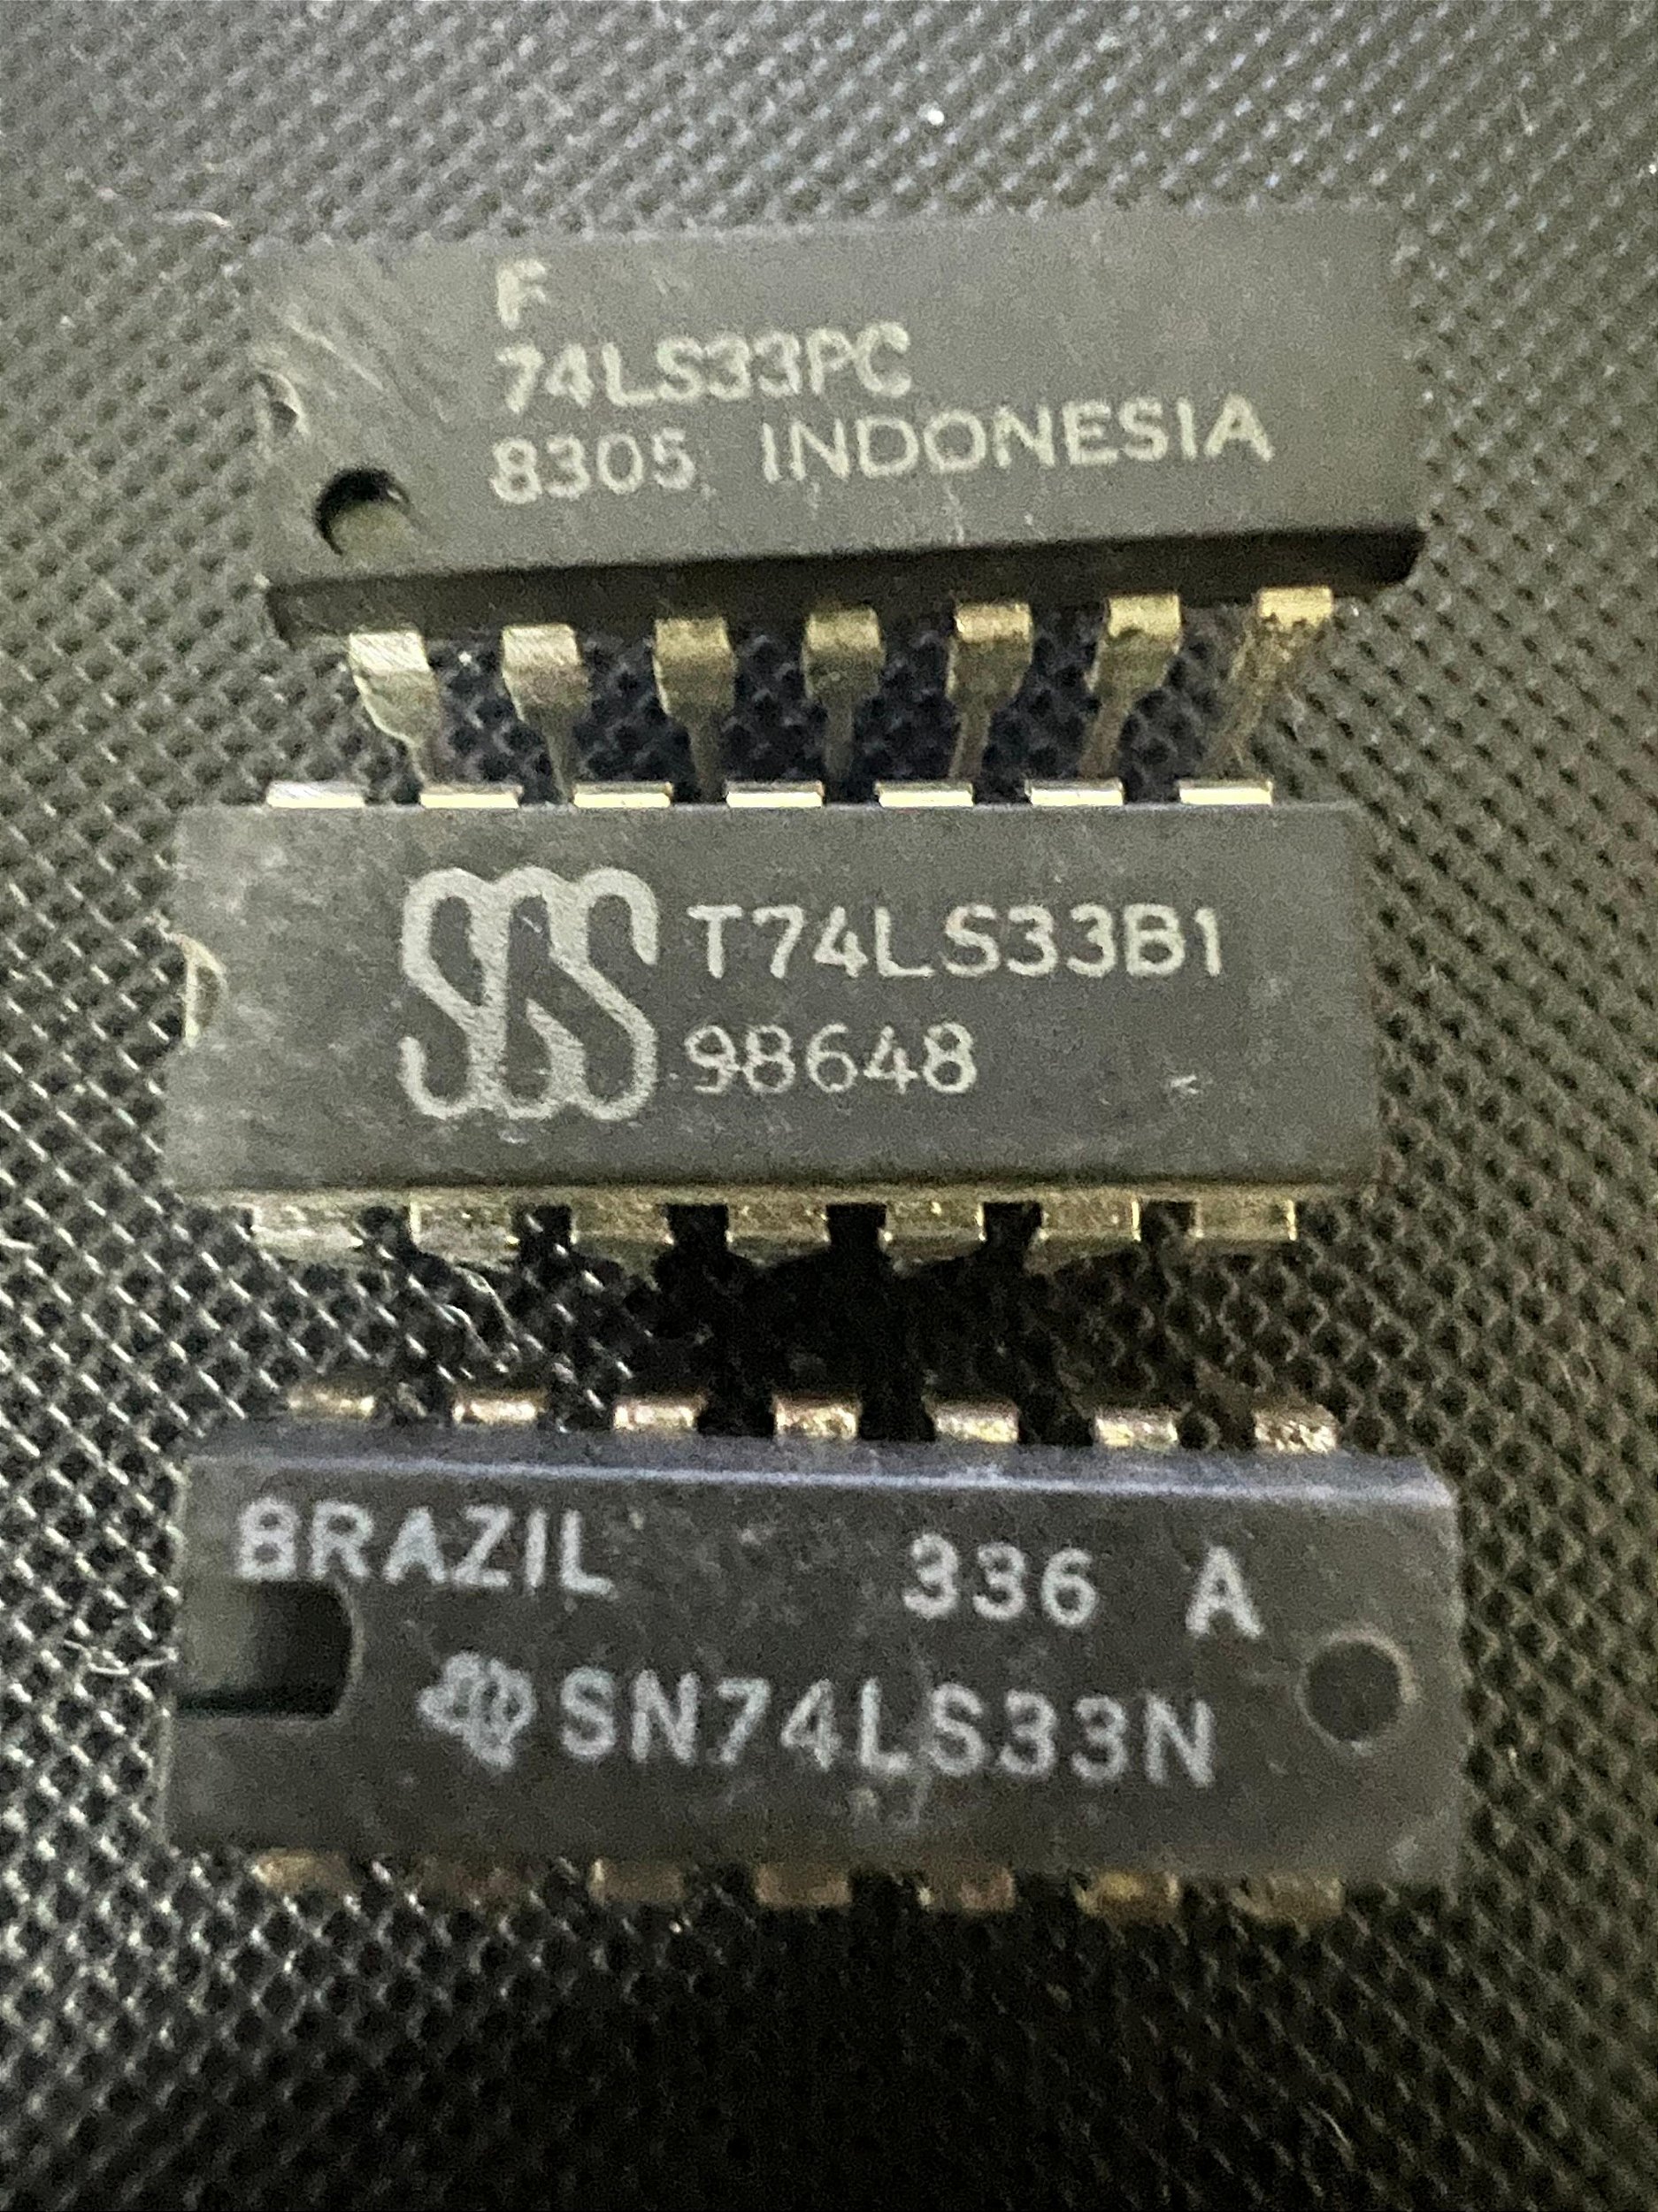 F
74LS33PC
8305 INDONESIA
SGS T74LS33B1
98648
BRAZIL 336 A
SN74LS33N